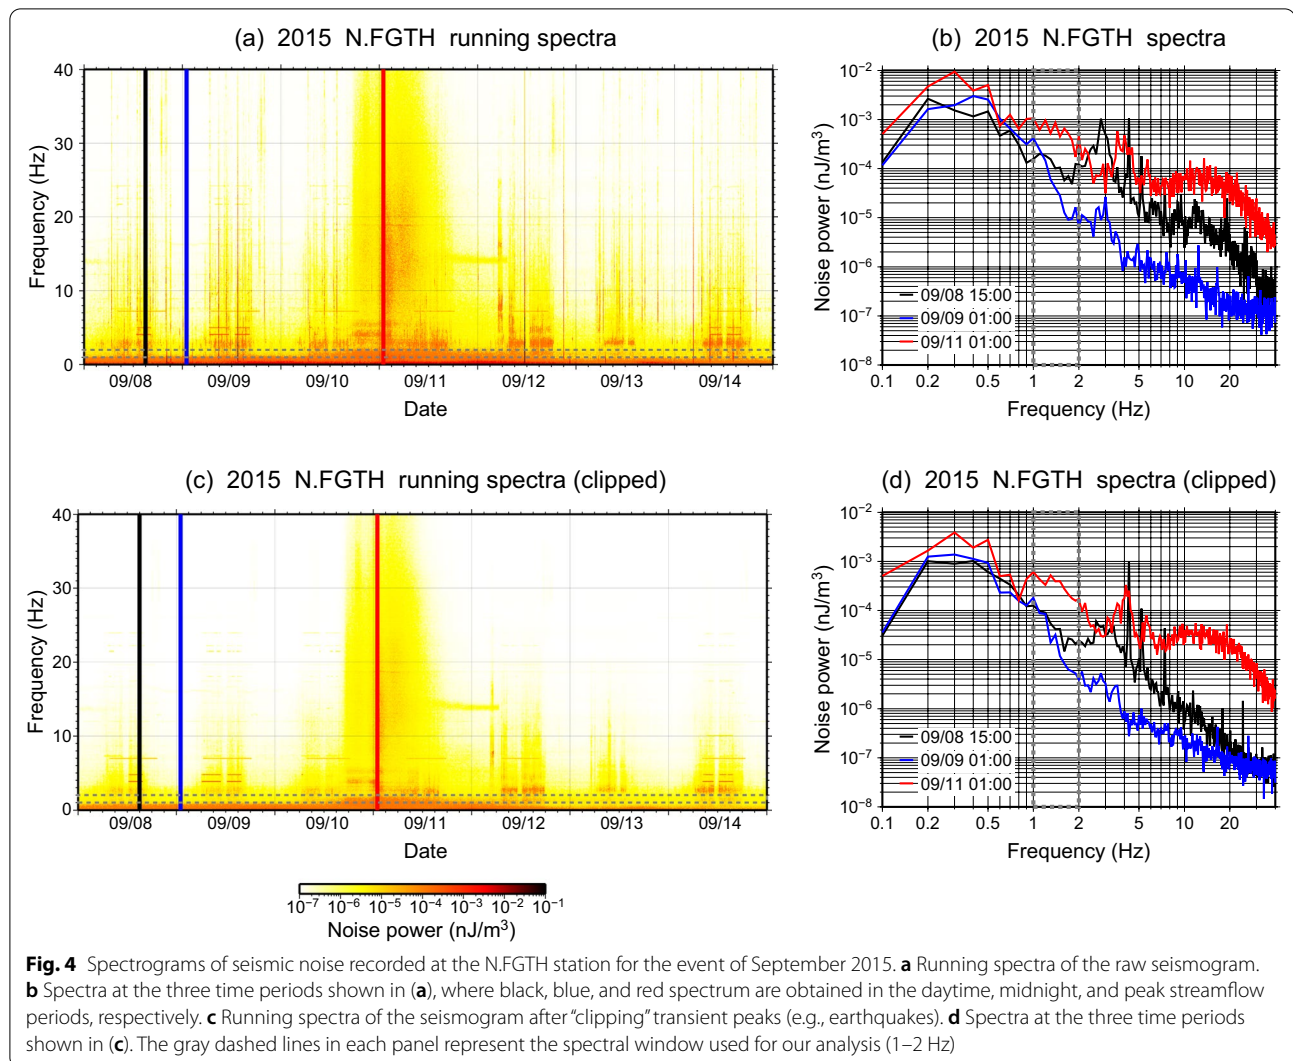 (a) 2015 N.FGTH running spectra
40
30
20
10
0
Frequency (Hz)
09/08 09/09 09/10 09/11 09/12 09/13 09/14
Date
(b) 2015 N.FGTH spectra
10−2
10−3
10−4
10−5
10−6
10−7
10−8
Noise power (nJ/m3)
09/08 15:00
09/09 01:00
09/11 01:00
0.1 0.2 0.5 1 2 5 10 20
Frequency (Hz)
(c) 2015 N.FGTH running spectra (clipped)
40
30
20
10
0
Frequency (Hz)
09/08 09/09 09/10 09/11 09/12 09/13 09/14
Date
10−7 10−6 10−5 10−4 10−3 10−2 10−1
Noise power (nJ/m3)
(d) 2015 N.FGTH spectra (clipped)
10−2
10−3
10−4
10−5
10−6
10−7
10−8
Noise power (nJ/m3)
09/08 15:00
09/09 01:00
09/11 01:00
0.1 0.2 0.5 1 2 5 10 20
Frequency (Hz)
Fig. 4 Spectrograms of seismic noise recorded at the N.FGTH station for the event of September 2015. a Running spectra of the raw seismogram.
b Spectra at the three time periods shown in (a), where black, blue, and red spectrum are obtained in the daytime, midnight, and peak streamflow
periods, respectively. c Running spectra of the seismogram after “clipping” transient peaks (e.g., earthquakes). d Spectra at the three time periods
shown in (c). The gray dashed lines in each panel represent the spectral window used for our analysis (1–2 Hz)